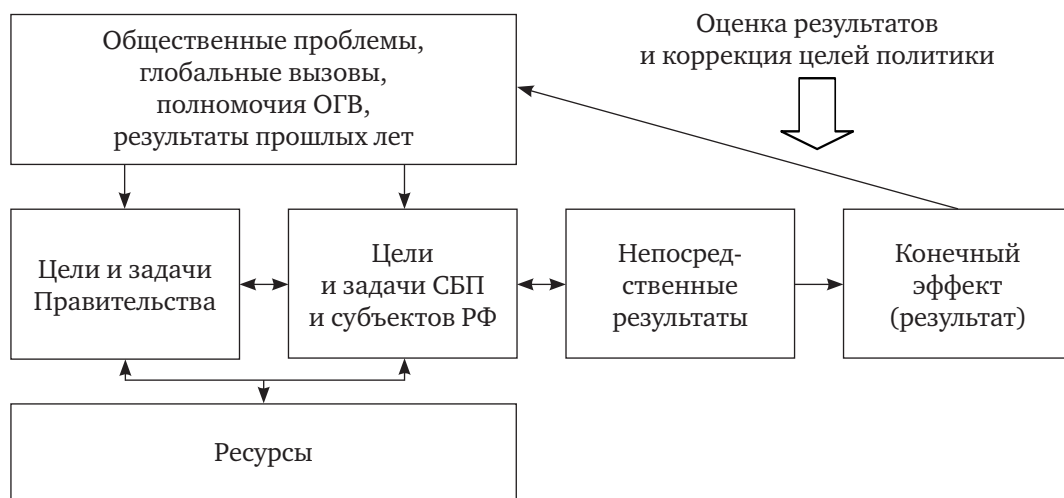 Общественные проблемы,
глобальные вызовы,
полномочия ОГВ,
результаты прошлых лет
Оценка результатов
и коррекция целей политики
Цели и задачи
Правительства
Цели
и задачи СБП
и субъектов РФ
Непосред-
ственные
результаты
Конечный
эффект
(результат)
Ресурсы